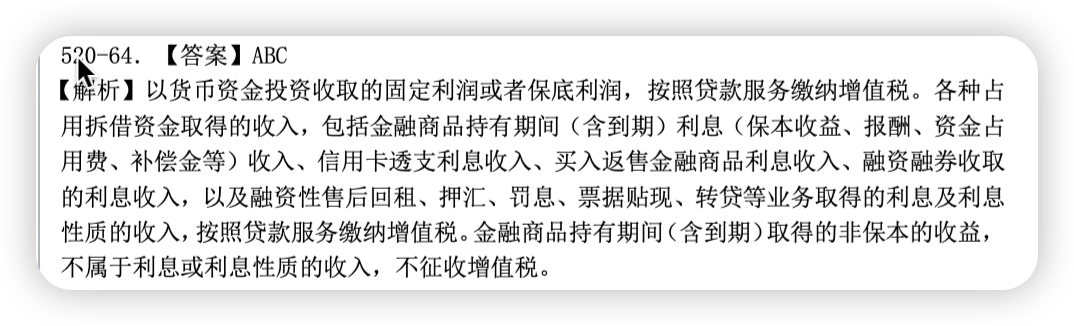 520-64. 【答案】ABC
【解析】以货币资金投资收取的固定利润或者保底利润，按照贷款服务缴纳增值税。各种占
用拆借资金取得的收入，包括金融商品持有期间（含到期）利息（保本收益、报酬、资金占
用费、补偿金等）收入、信用卡透支利息收入、买入返售金融商品利息收入、融资融券收取
的利息收入，以及融资性售后回租、押汇、罚息、票据贴现、转贷等业务取得的利息及利息
性质的收入，按照贷款服务缴纳增值税。金融商品持有期间（含到期）取得的非保本的收益，
不属于利息或利息性质的收入，不征收增值税。